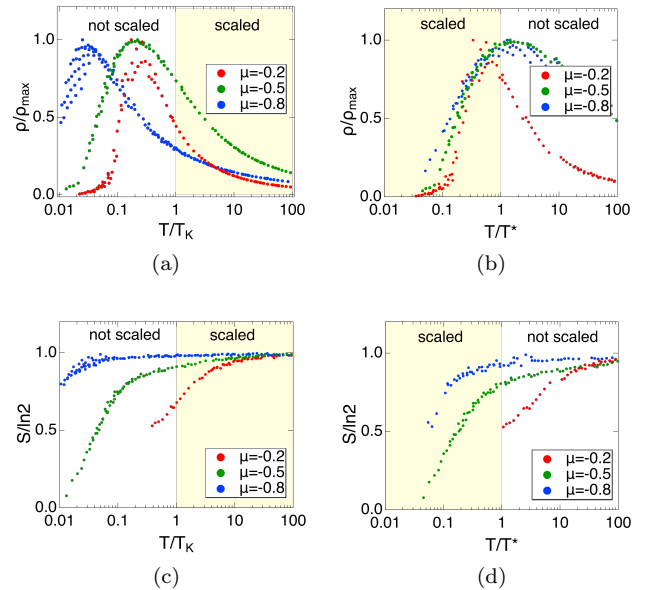 not scaled scaled
ρ/ρmax
1.0
0.5
0.0
μ=-0.2
μ=-0.5
μ=-0.8
0.01 0.1 1 10 100
T/TK
(a)
scaled not scaled
ρ/ρmax
1.0
0.5
0.0
μ=-0.2
μ=-0.5
μ=-0.8
0.01 0.1 1 10 100
T/T*
(b)
not scaled scaled
S/ln2
1.0
0.5
0.0
μ=-0.2
μ=-0.5
μ=-0.8
0.01 0.1 1 10 100
T/TK
(c)
scaled not scaled
S/ln2
1.0
0.5
0.0
μ=-0.2
μ=-0.5
μ=-0.8
0.01 0.1 1 10 100
T/T*
(d)